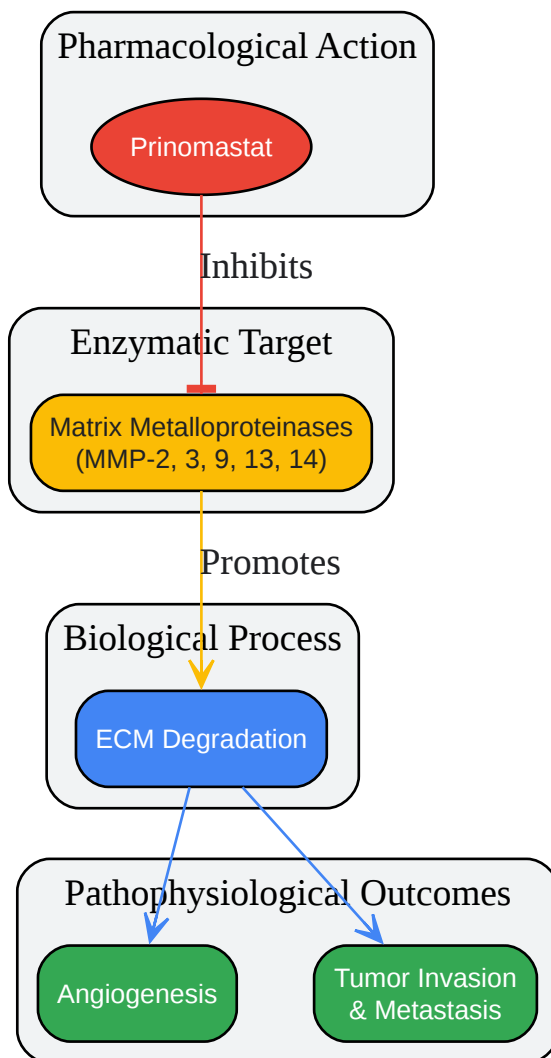 Pharmacological Action
Prinomastat
Inhibits
Enzymatic Target
Matrix Metalloproteinases
(MMP-2, 3, 9, 13, 14)
Promotes
Biological Process
ECM Degradation
Pathophysiological Outcomes
Angiogenesis
Tumor Invasion
& Metastasis